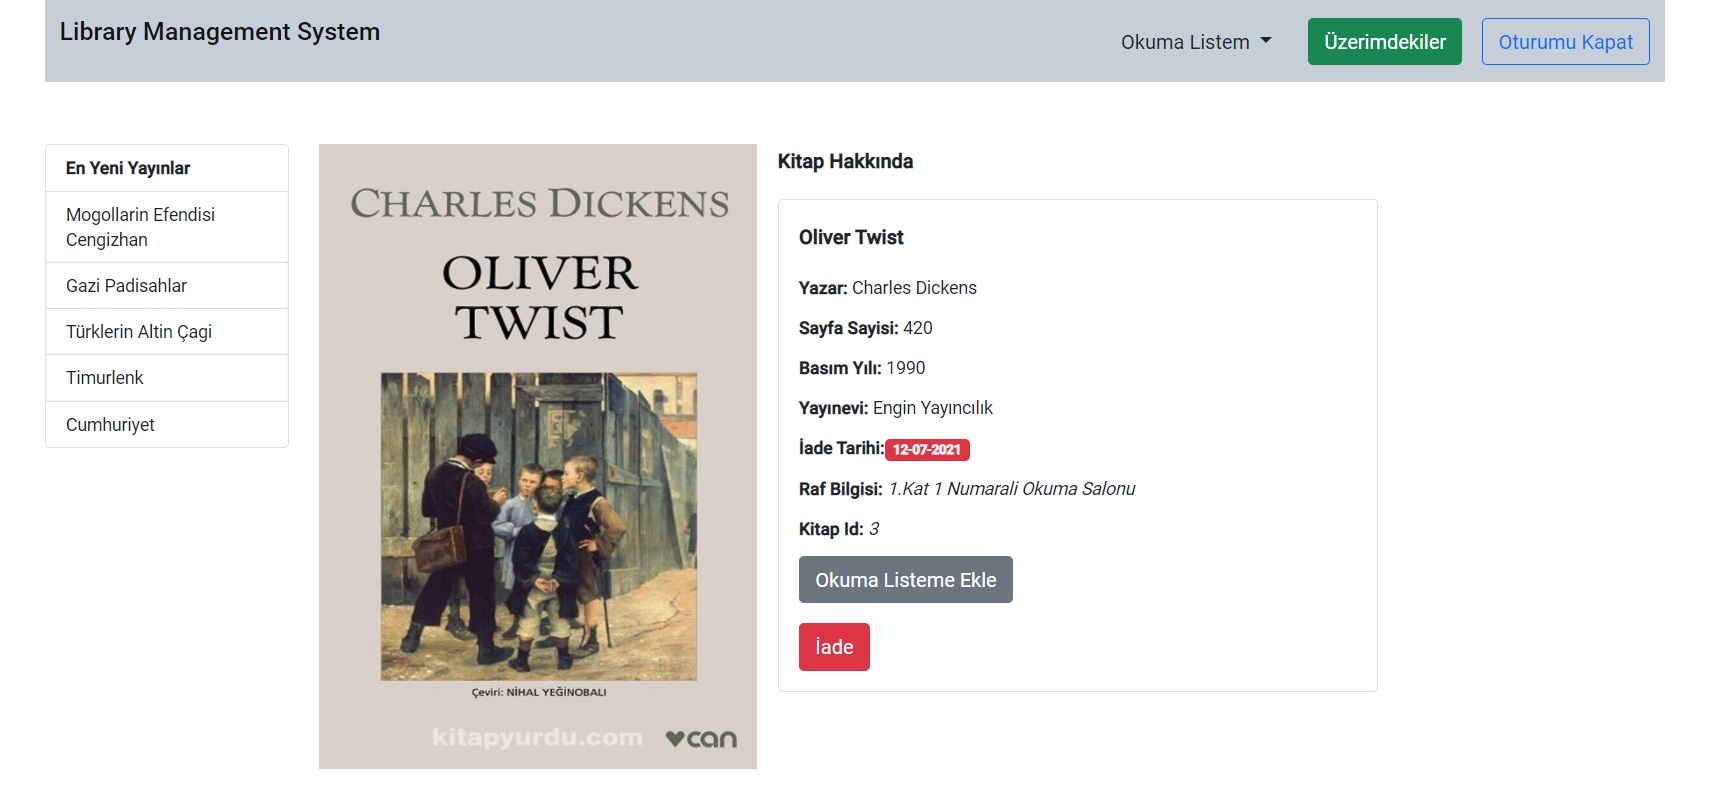 Library Management System
Okuma Listem
Üzerimdekiler
Oturumu Kapat
En Yeni Yayınlar
Mogollarin Efendisi
Cengizhan
Gazi Padisahlar
Türklerin Altin Çagi
Timurlenk
Cumhuriyet
CHARLES DICKENS
OLIVER
TWIST
Çeviri: NİHAL YEĞİNOBALI
kitapyurdu.com
can
Kitap Hakkında
Oliver Twist
Yazar: Charles Dickens
Sayfa Sayisi: 420
Basım Yılı: 1990
Yayınevi: Engin Yayıncılık
İade Tarihi: 12-07-2021
Raf Bilgisi: 1.Kat 1 Numarali Okuma Salonu
Kitap Id: 3
Okuma Listeme Ekle
İade